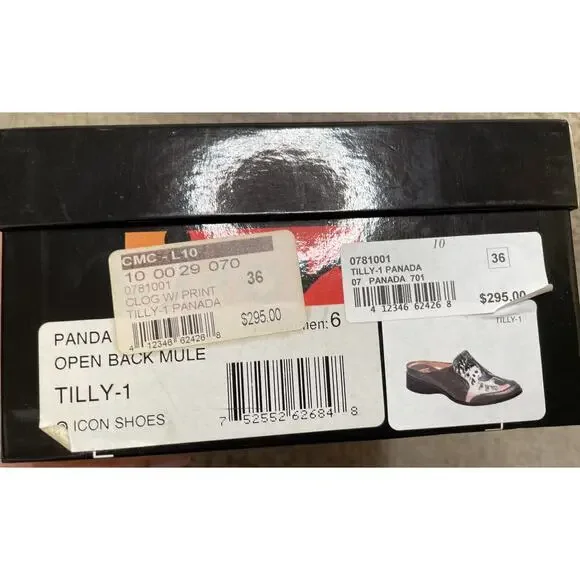 CMC - L10
10 00 29 070
0781001
36
CLOG W/ PRINT
TILLY-1 PANADA
4 12346 62426 8
$295.00
10
0781001
36
TILLY-1 PANADA
07 PANADA 701
4 12346 62426 8
$295.00
PANDA
men: 6
OPEN BACK MULE
TILLY-1
ICON SHOES
7 52552 62684 8
TILLY-1